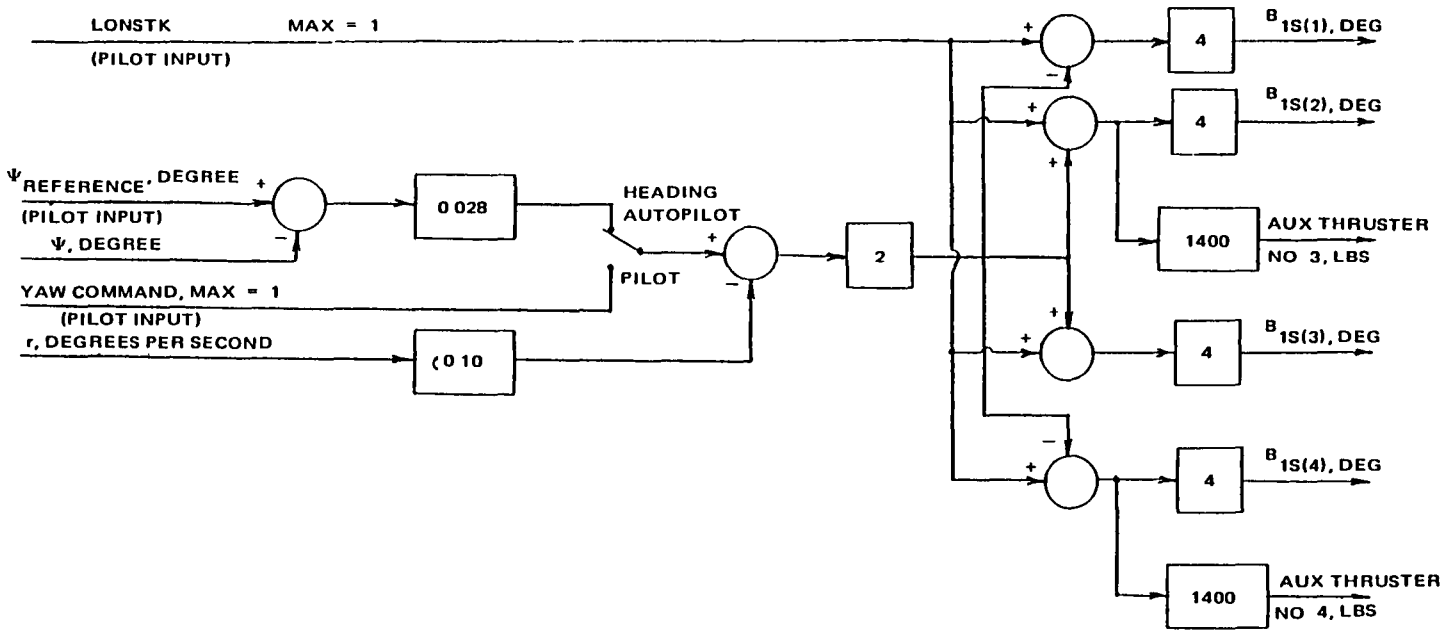 LONSTK MAX = 1
(PILOT INPUT)
+
−
4
B1S(1), DEG
+
+
4
B1S(2), DEG
1400
AUX THRUSTER
NO 3, LBS
ΨREFERENCE, DEGREE
(PILOT INPUT)
+
−
Ψ, DEGREE
0 028
HEADING
AUTOPILOT
PILOT
YAW COMMAND, MAX = 1
(PILOT INPUT)
r, DEGREES PER SECOND
(0 10
+
−
2
+
+
4
B1S(3), DEG
−
+
4
B1S(4), DEG
1400
AUX THRUSTER
NO 4, LBS